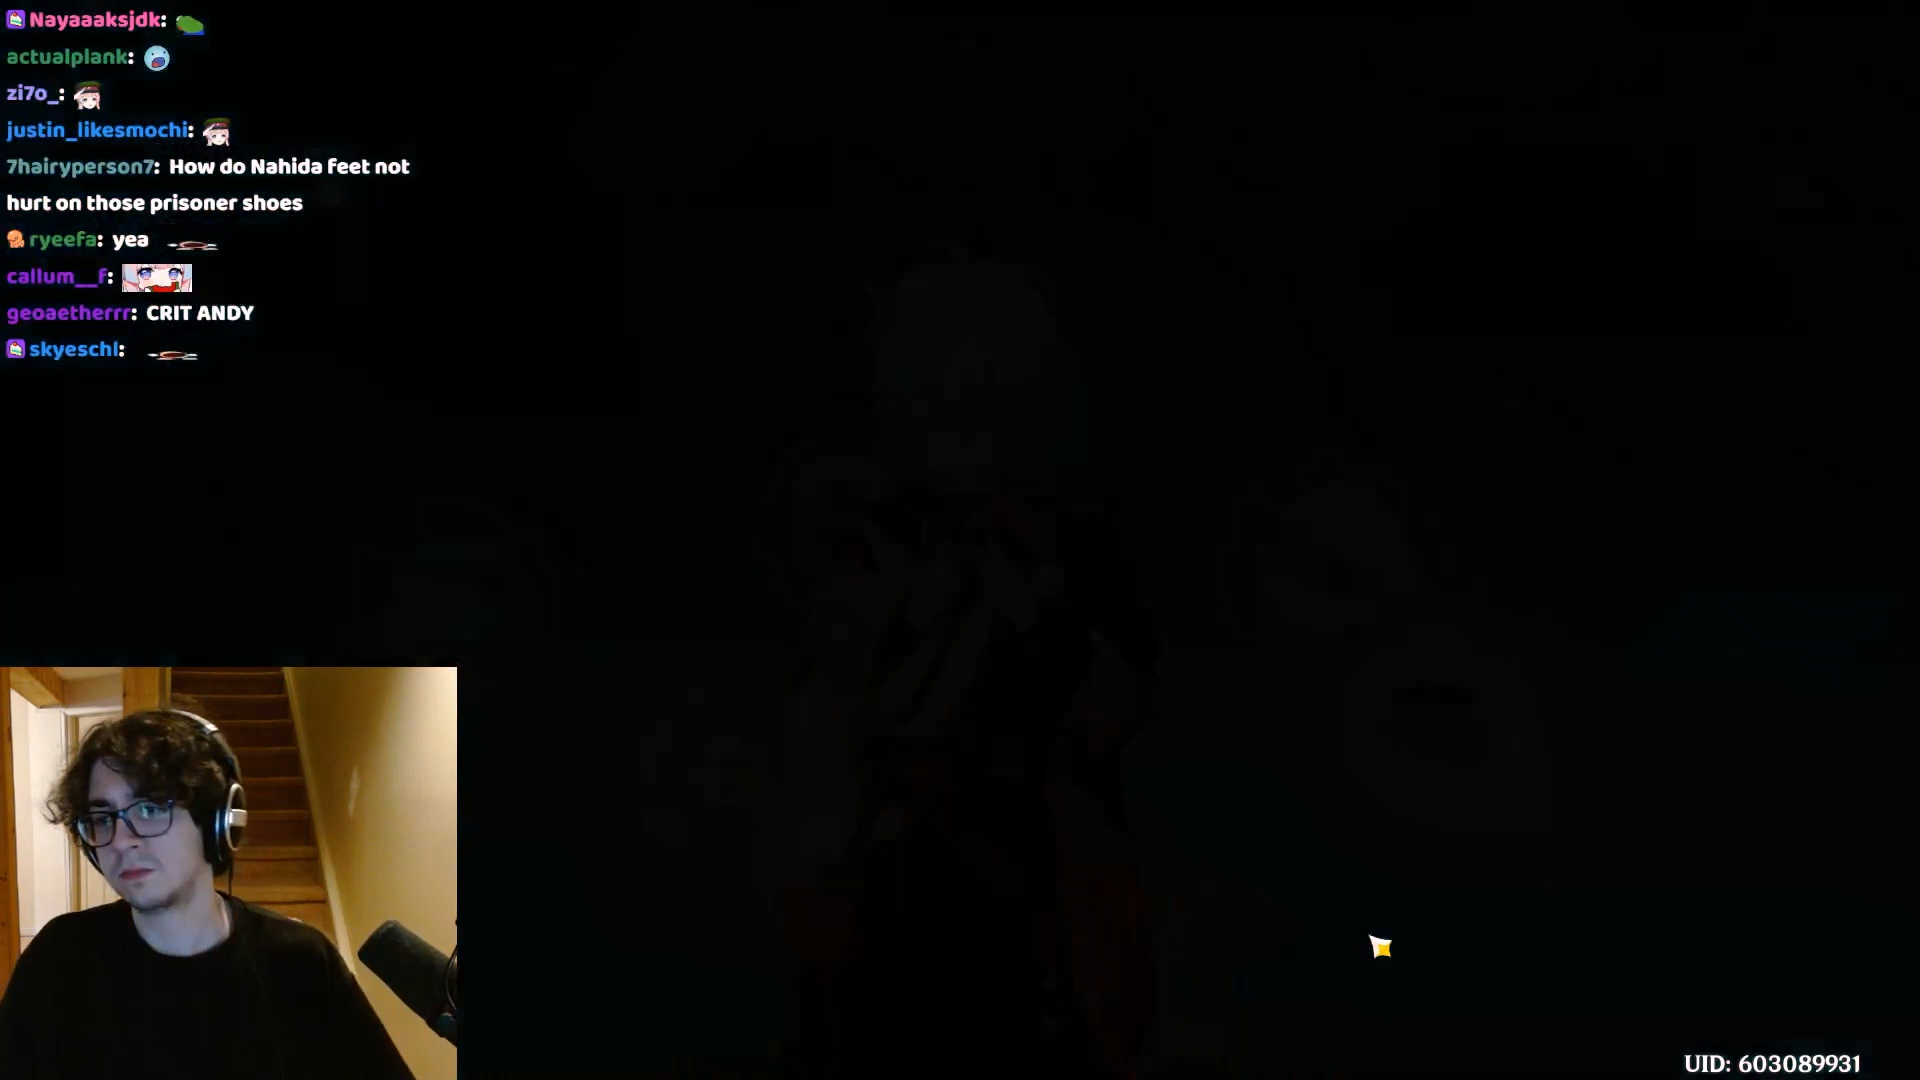 Nayaaaksjdk:
actualplank:
zi7o_:
justin_likesmochi:
7hairyperson7: How do Nahida feet not
hurt on those prisoner shoes
ryeefa: yea
callum__f:
geoaetherrr: CRIT ANDY
skyeschl:
UID: 603089931